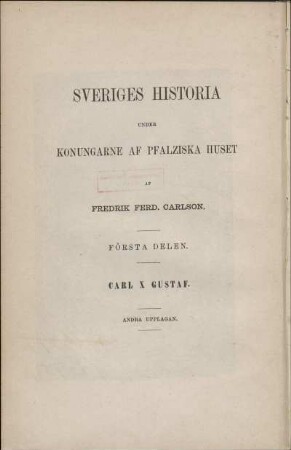 SVERIGES HISTORIA
UNDER
KONUNGARNE AF PFALZISKA HUSET
AF
FREDRIK FERD. CARLSON.
FÖRSTA DELEN.
CARL X GUSTAF.
ANDRA UPPLAGAN.